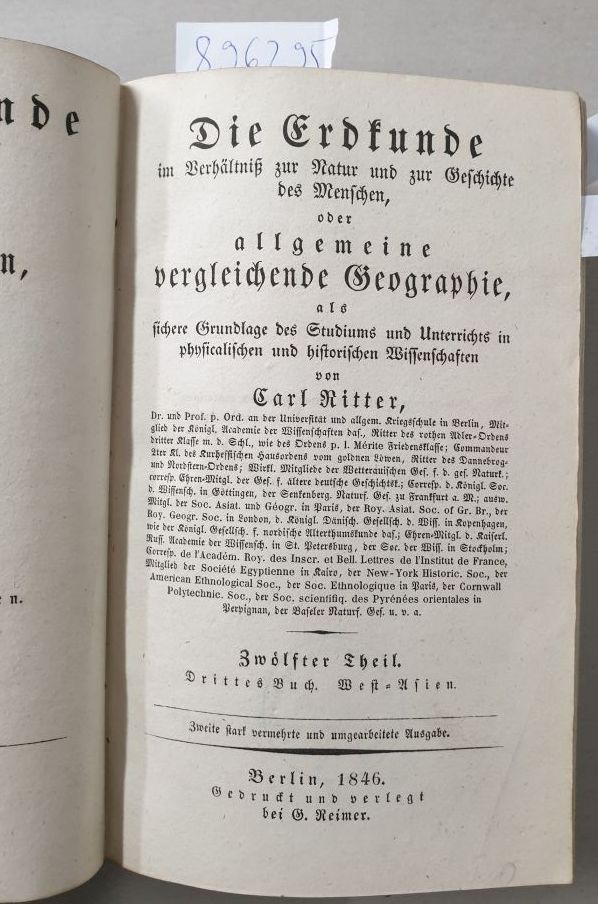 896295
nde
n,
en.
Die Erdkunde
im Verhältniß zur Natur und zur Geschichte
des Menschen,
oder
allgemeine
vergleichende Geographie,
als
sichere Grundlage des Studiums und Unterrichts in
physicalischen und historischen Wissenschaften
von
Carl Ritter,
Dr. und Prof. p. Ord. an der Universität und allgem. Kriegsschule in Berlin, Mit-
glied der Königl. Academie der Wissenschaften das., Ritter des rothen Adler-Ordens
dritter Klasse m. d. Schl., wie des Ordens p. l. Mérite Friedensklasse; Commandeur
2ter Kl. des Kurhessischen Hausordens vom goldnen Löwen, Ritter des Dannebrog-
und Nordstern-Ordens; Wirkl. Mitgliede der Wetterauischen Ges. f. d. ges. Naturk.;
corresp. Ehren-Mitgl. der Ges. f. ältere deutsche Geschichtsk.; Corresp. d. Königl. Soc.
d. Wissensch. in Göttingen, der Senkenberg. Naturf. Ges. zu Frankfurt a. M.; ausw.
Mitgl. der Soc. Asiat. und Géogr. in Paris, der Roy. Asiat. Soc. of Gr. Br., der
Roy. Geogr. Soc. in London, d. Königl. Dänisch. Gesellsch. d. Wiss. in Kopenhagen,
wie der Königl. Gesellsch. f. nordische Alterthumskunde das.; Ehren-Mitgl. d. Kaiserl.
Russ. Academie der Wissensch. in St. Petersburg, der Soc. der Wiss. in Stockholm;
Corresp. de l'Académ. Roy. des Inscr. et Bell. Lettres de l'Institut de France,
Mitglied der Société Egyptienne in Kairo, der New-York Historic. Soc., der
American Ethnological Soc., der Soc. Ethnologique in Paris, der Cornwall
Polytechnic. Soc., der Soc. scientifiq. des Pyrénées orientales in
Perpignan, der Baseler Naturf. Ges. u. v. a.
Zwölfter Theil.
Drittes Buch. West-Asien.
Zweite stark vermehrte und umgearbeitete Ausgabe.
Berlin, 1846.
Gedruckt und verlegt
bei G. Reimer.